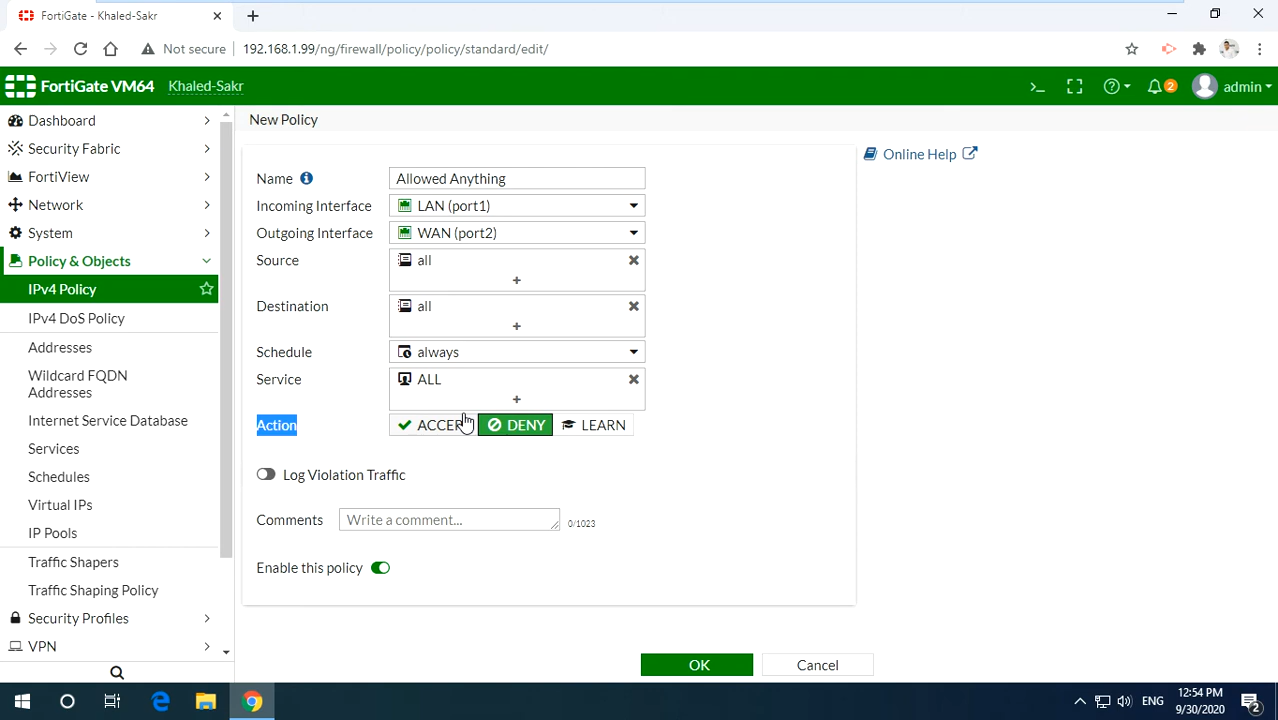 FortiGate - Khaled-Sakr
Not secure
192.168.1.99/ng/firewall/policy/policy/standard/edit/
FortiGate VM64
Khaled-Sakr
2
admin
Dashboard
Security Fabric
FortiView
Network
System
Policy & Objects
IPv4 Policy
IPv4 DoS Policy
Addresses
Wildcard FQDN
Addresses
Internet Service Database
Services
Schedules
Virtual IPs
IP Pools
Traffic Shapers
Traffic Shaping Policy
Security Profiles
VPN
New Policy
Online Help
Name
Allowed Anything
Incoming Interface
LAN (port1)
Outgoing Interface
WAN (port2)
Source
all
+
Destination
all
+
Schedule
always
Service
ALL
+
Action
DENY
LEARN
Log Violation Traffic
Comments
Write a comment...
0/1023
Enable this policy
OK
Cancel
ENG
12:54 PM
9/30/2020
2